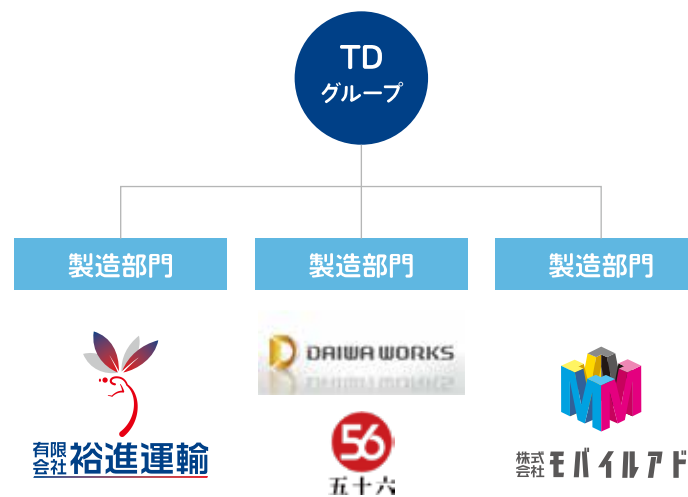 TD
グループ
製造部門
製造部門
製造部門
有限会社 裕進運輸
DAIWA WORKS
56
五十六
MM
株式会社 モバイルアド